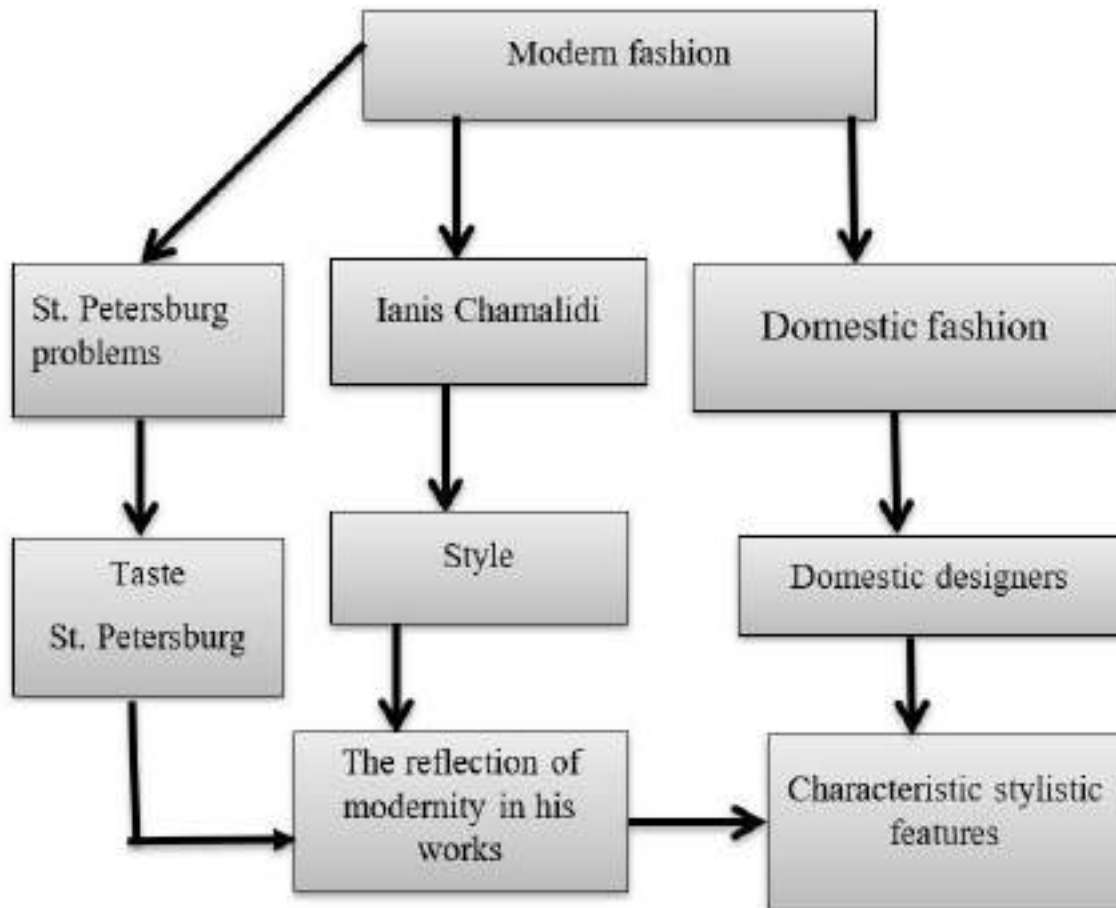 Modern fashion
St. Petersburg
problems
Ianis Chamalidi
Domestic fashion
Taste
St. Petersburg
Style
Domestic designers
The reflection of
modernity in his
works
Characteristic stylistic
features